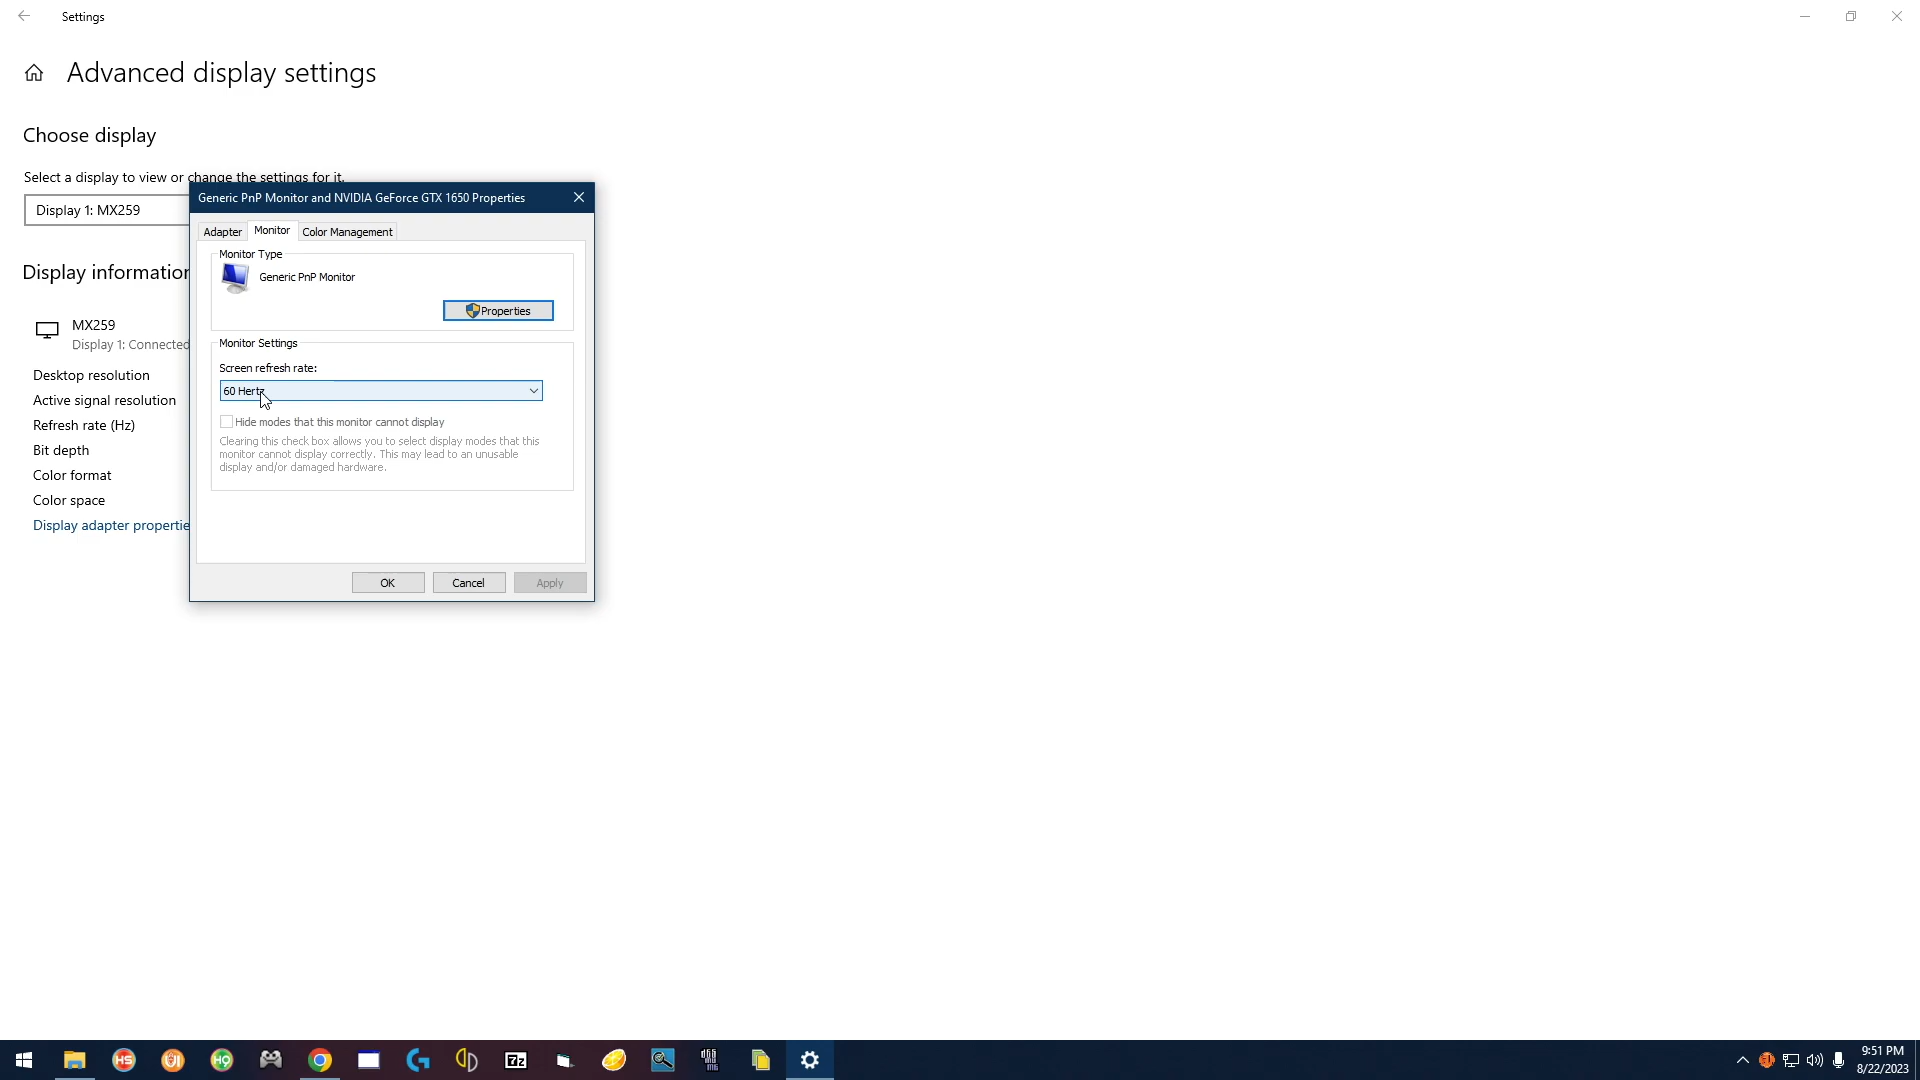 Settings
Advanced display settings
Choose display
Select a display to view or change the settings for it.
Display 1: MX259
Generic PnP Monitor and NVIDIA GeForce GTX 1650 Properties
Adapter
Monitor
Color Management
Monitor Type
Generic PnP Monitor
Properties
Monitor Settings
Screen refresh rate:
60 Hertz
Hide modes that this monitor cannot display
Clearing this check box allows you to select display modes that this
monitor cannot display correctly. This may lead to an unusable
display and/or damaged hardware.
OK
Cancel
Apply
Display information
MX259
Display 1: Connected
Desktop resolution
Active signal resolution
Refresh rate (Hz)
Bit depth
Color format
Color space
Display adapter propertie
HS
HO
7z
9:51 PM
8/22/2023